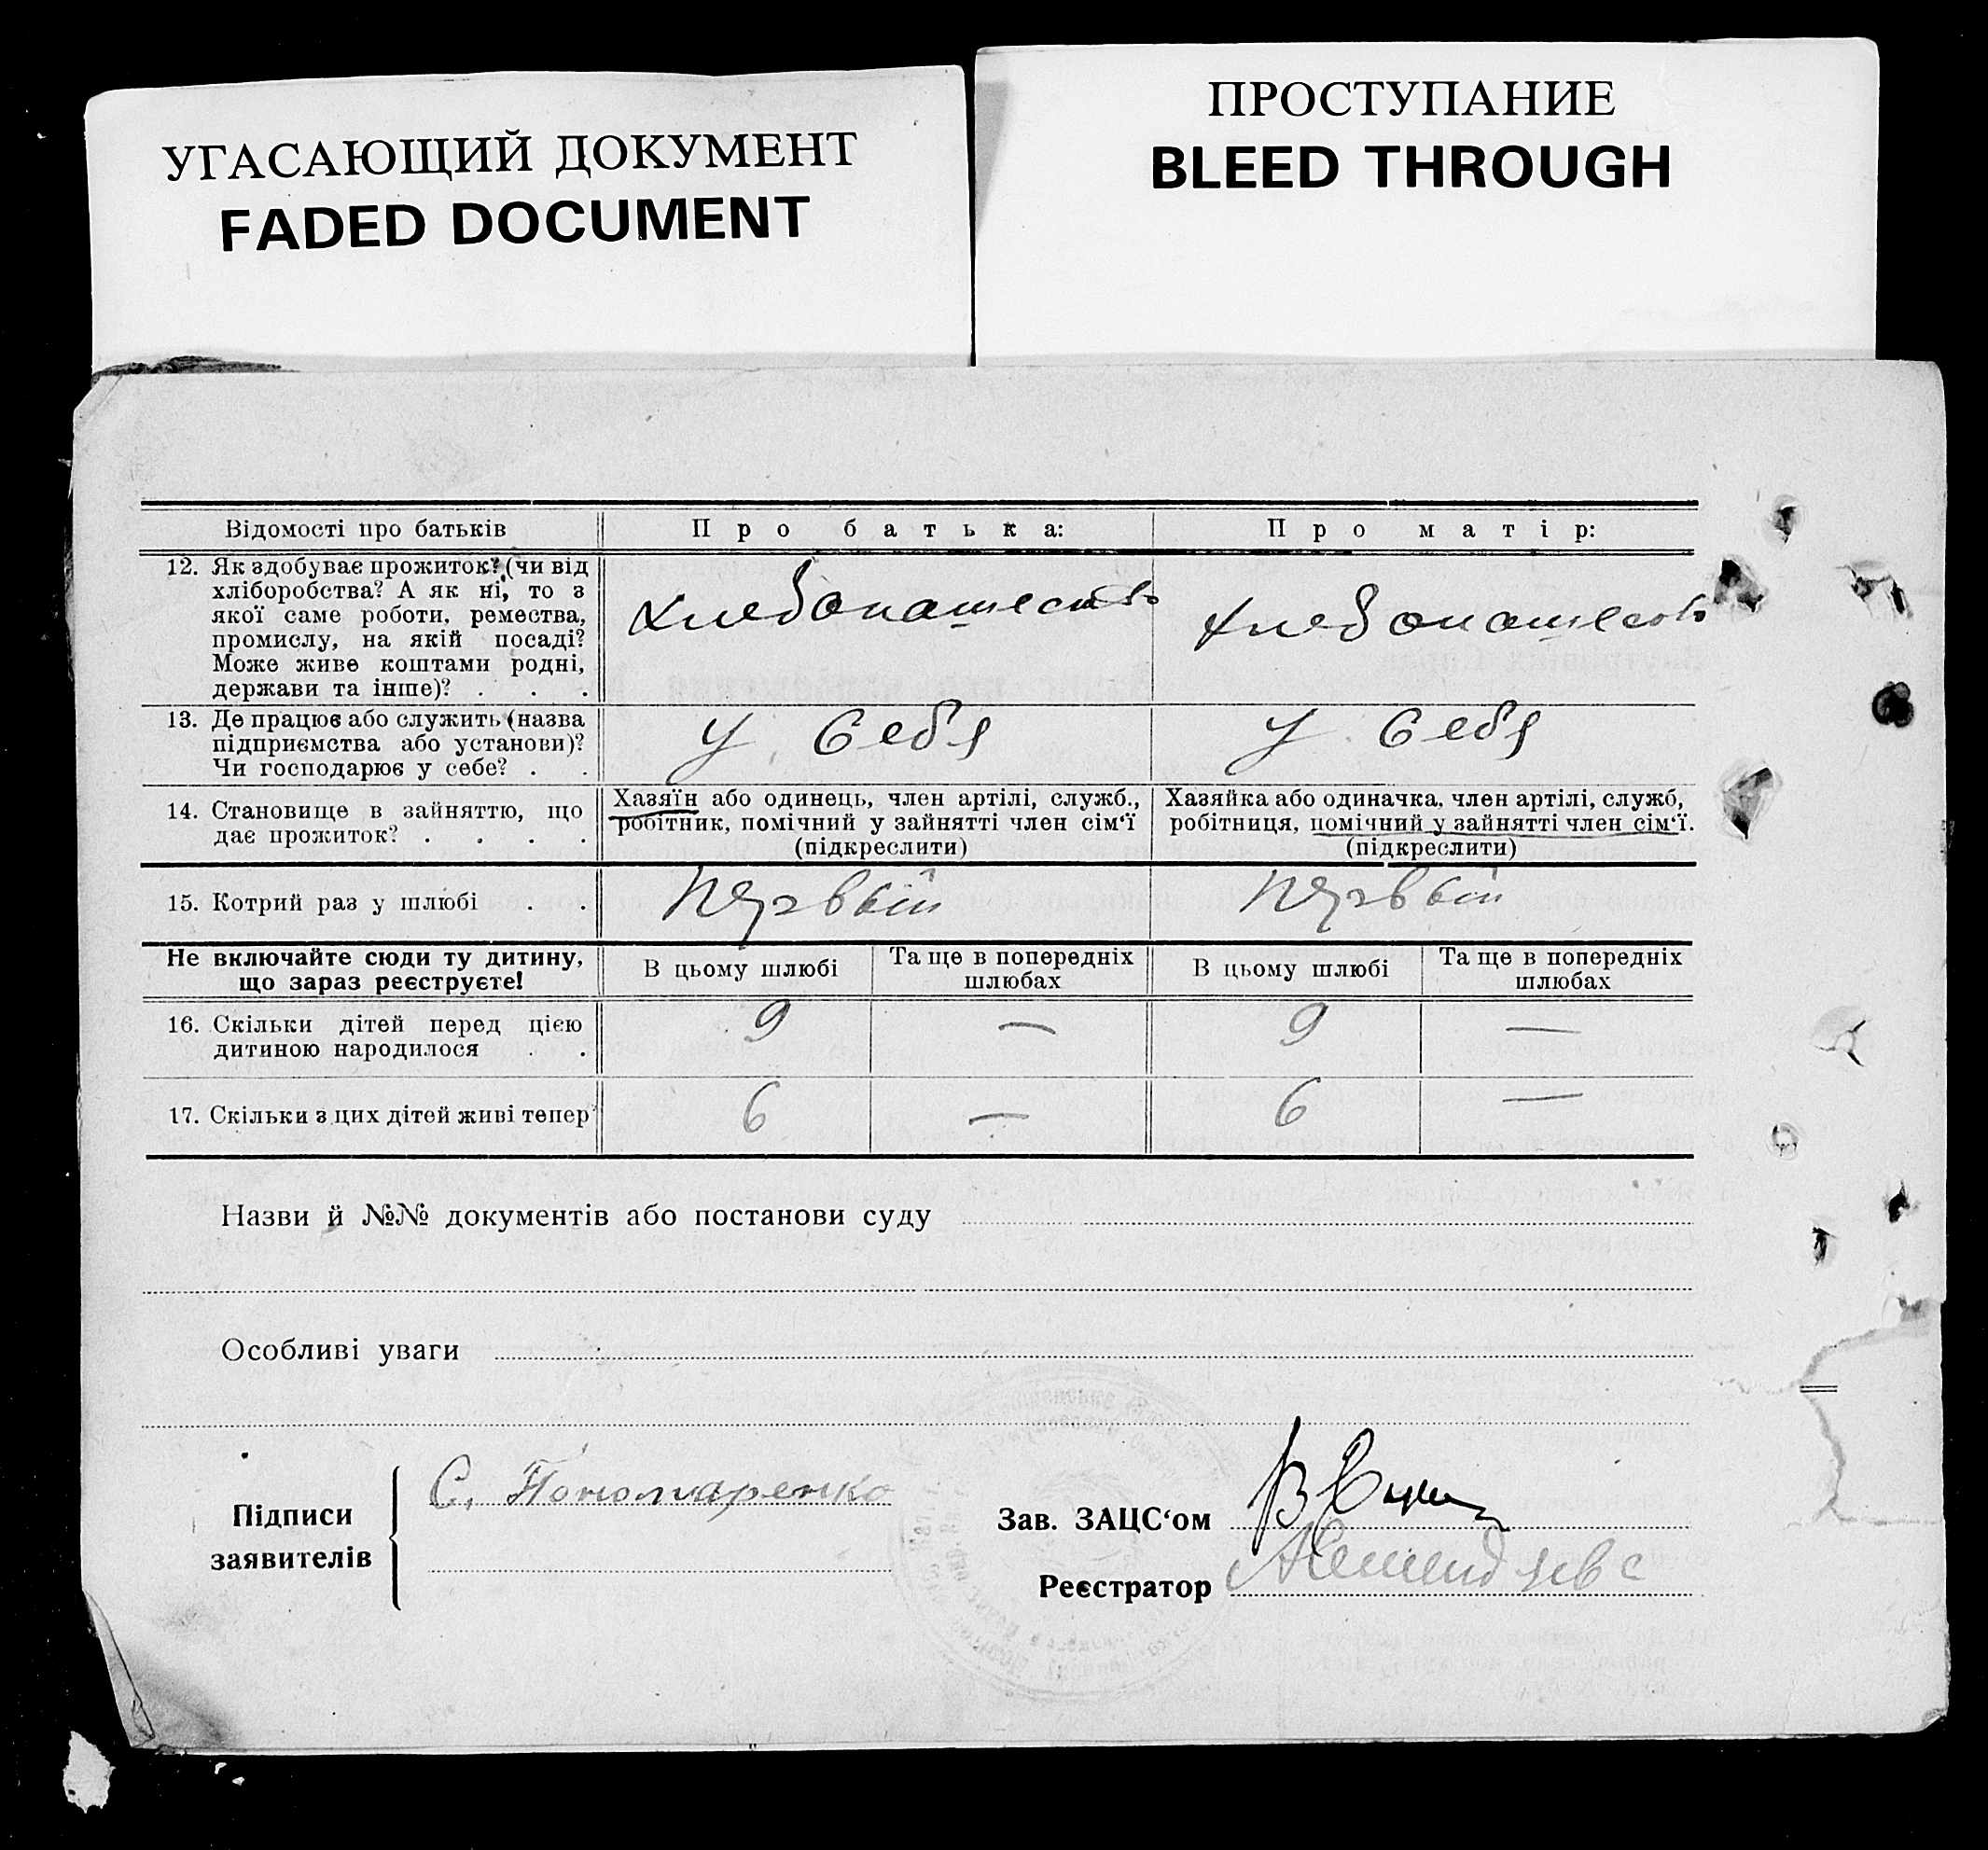 УГАСАЮЩИЙ ДОКУМЕНТ
FADED DOCUMENT
ПРОСТУПАНИЕ
BLEED THROUGH
Відомості про батьків
Про батька:
Про матір:
12. Як здобуває прожиток? (чи від
хліборобства? А як ні, то з
якої саме роботи, ремества,
промислу, на якій посаді?
Може живе коштами родні,
держави та інше)? . . .
Хлебопашество
Хлебопашество
13. Де працює або служить (назва
підприємства або установи)?
Чи господарює у себе? . .
у себя
у себя
14. Становище в зайняттю, що
дає прожиток? . . . .
Хазяїн або одинець, член артілі, служб.,
робітник, помічний у зайнятті член сім‘ї
(підкреслити)
Хазяйка або одиначка, член артілі, служб,
робітниця, помічний у зайнятті член сім‘ї.
(підкреслити)
15. Котрий раз у шлюбі . .
Первый
Первый
Не включайте сюди ту дитину,
що зараз реєструєте!
В цьому шлюбі
Та ще в попередніх
шлюбах
В цьому шлюбі
Та ще в попередніх
шлюбах
16. Скільки дітей перед цією
дитиною народилося . .
9
—
9
—
17. Скільки з цих дітей живі тепер
6
—
6
—
Назви й №№ документів або постанови суду
Особливі уваги
Підписи
заявителів
С. Пономаренко
Зав. ЗАЦС‘ом
Реєстратор